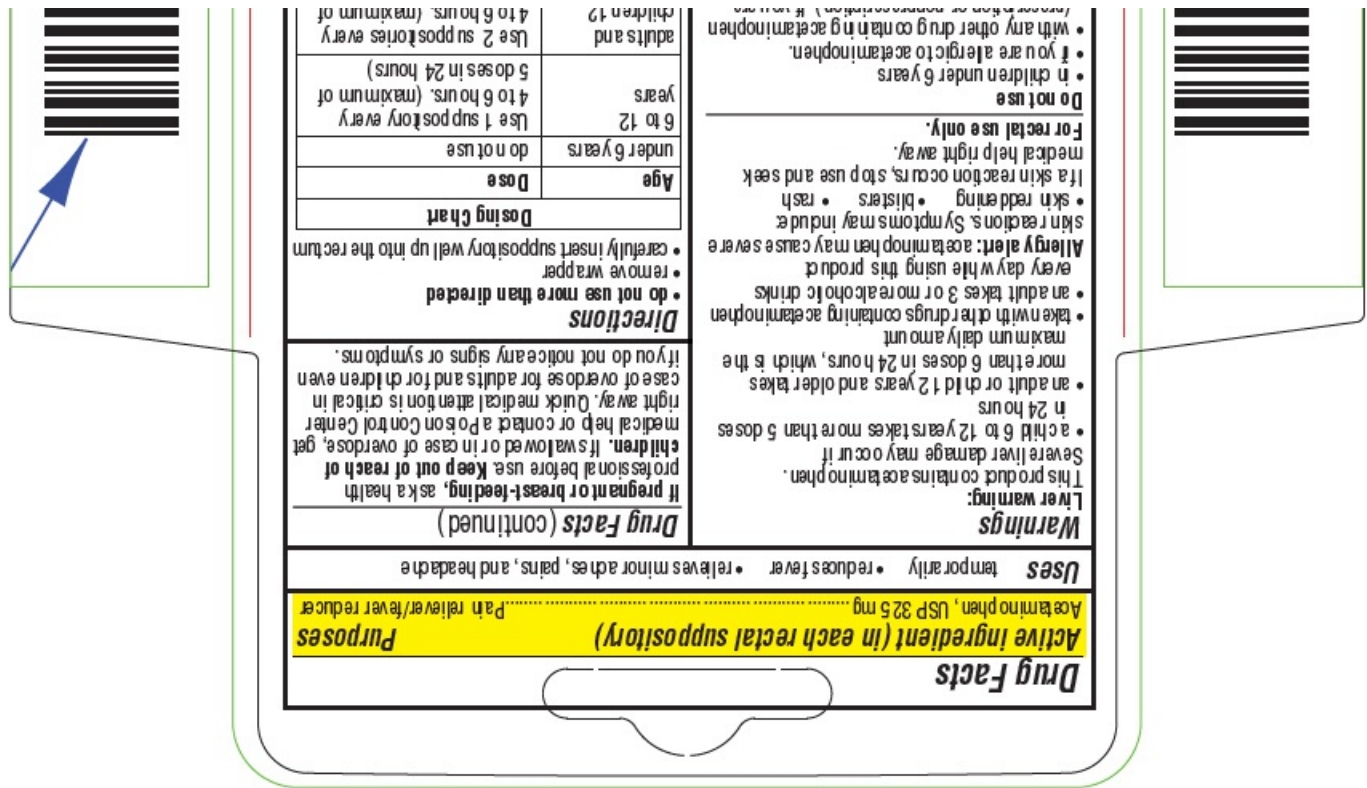 Drug Facts
Active ingredient (in each rectal suppository) Purposes
Acetaminophen, USP 325 mg ................................................................Pain reliever/fever reducer
Uses temporarily • reduces fever • relieves minor aches, pains, and headache
Warnings
Liver warning:
This product contains acetaminophen.
Severe liver damage may occur if
• a child 6 to 12 years takes more than 5 doses
in 24 hours
• an adult or child 12 years and older takes
more than 6 doses in 24 hours, which is the
maximum daily amount
• taken with other drugs containing acetaminophen
• an adult takes 3 or more alcoholic drinks
every day while using this product
Allergy alert: acetaminophen may cause severe
skin reactions. Symptoms may include:
• skin reddening • blisters • rash
If a skin reaction occurs, stop use and seek
medical help right away.
For rectal use only.
Do not use
• in children under 6 years
• if you are allergic to acetaminophen.
• with any other drug containing acetaminophen
(prescription or nonprescription). If you are
Drug Facts (continued)
If pregnant or breast-feeding, ask a health
professional before use. Keep out of reach of
children. If swallowed or in case of overdose, get
medical help or contact a Poison Control Center
right away. Quick medical attention is critical in
case of overdose for adults and for children even
if you do not notice any signs or symptoms.
Directions
• do not use more than directed
• remove wrapper
• carefully insert suppository well up into the rectum
Dosing Chart
Age Dose
under 6 years do not use
6 to 12 Use 1 suppository every
years 4 to 6 hours. (maximum of
5 doses in 24 hours)
adults and Use 2 suppositories every
children 12 4 to 6 hours. (maximum of